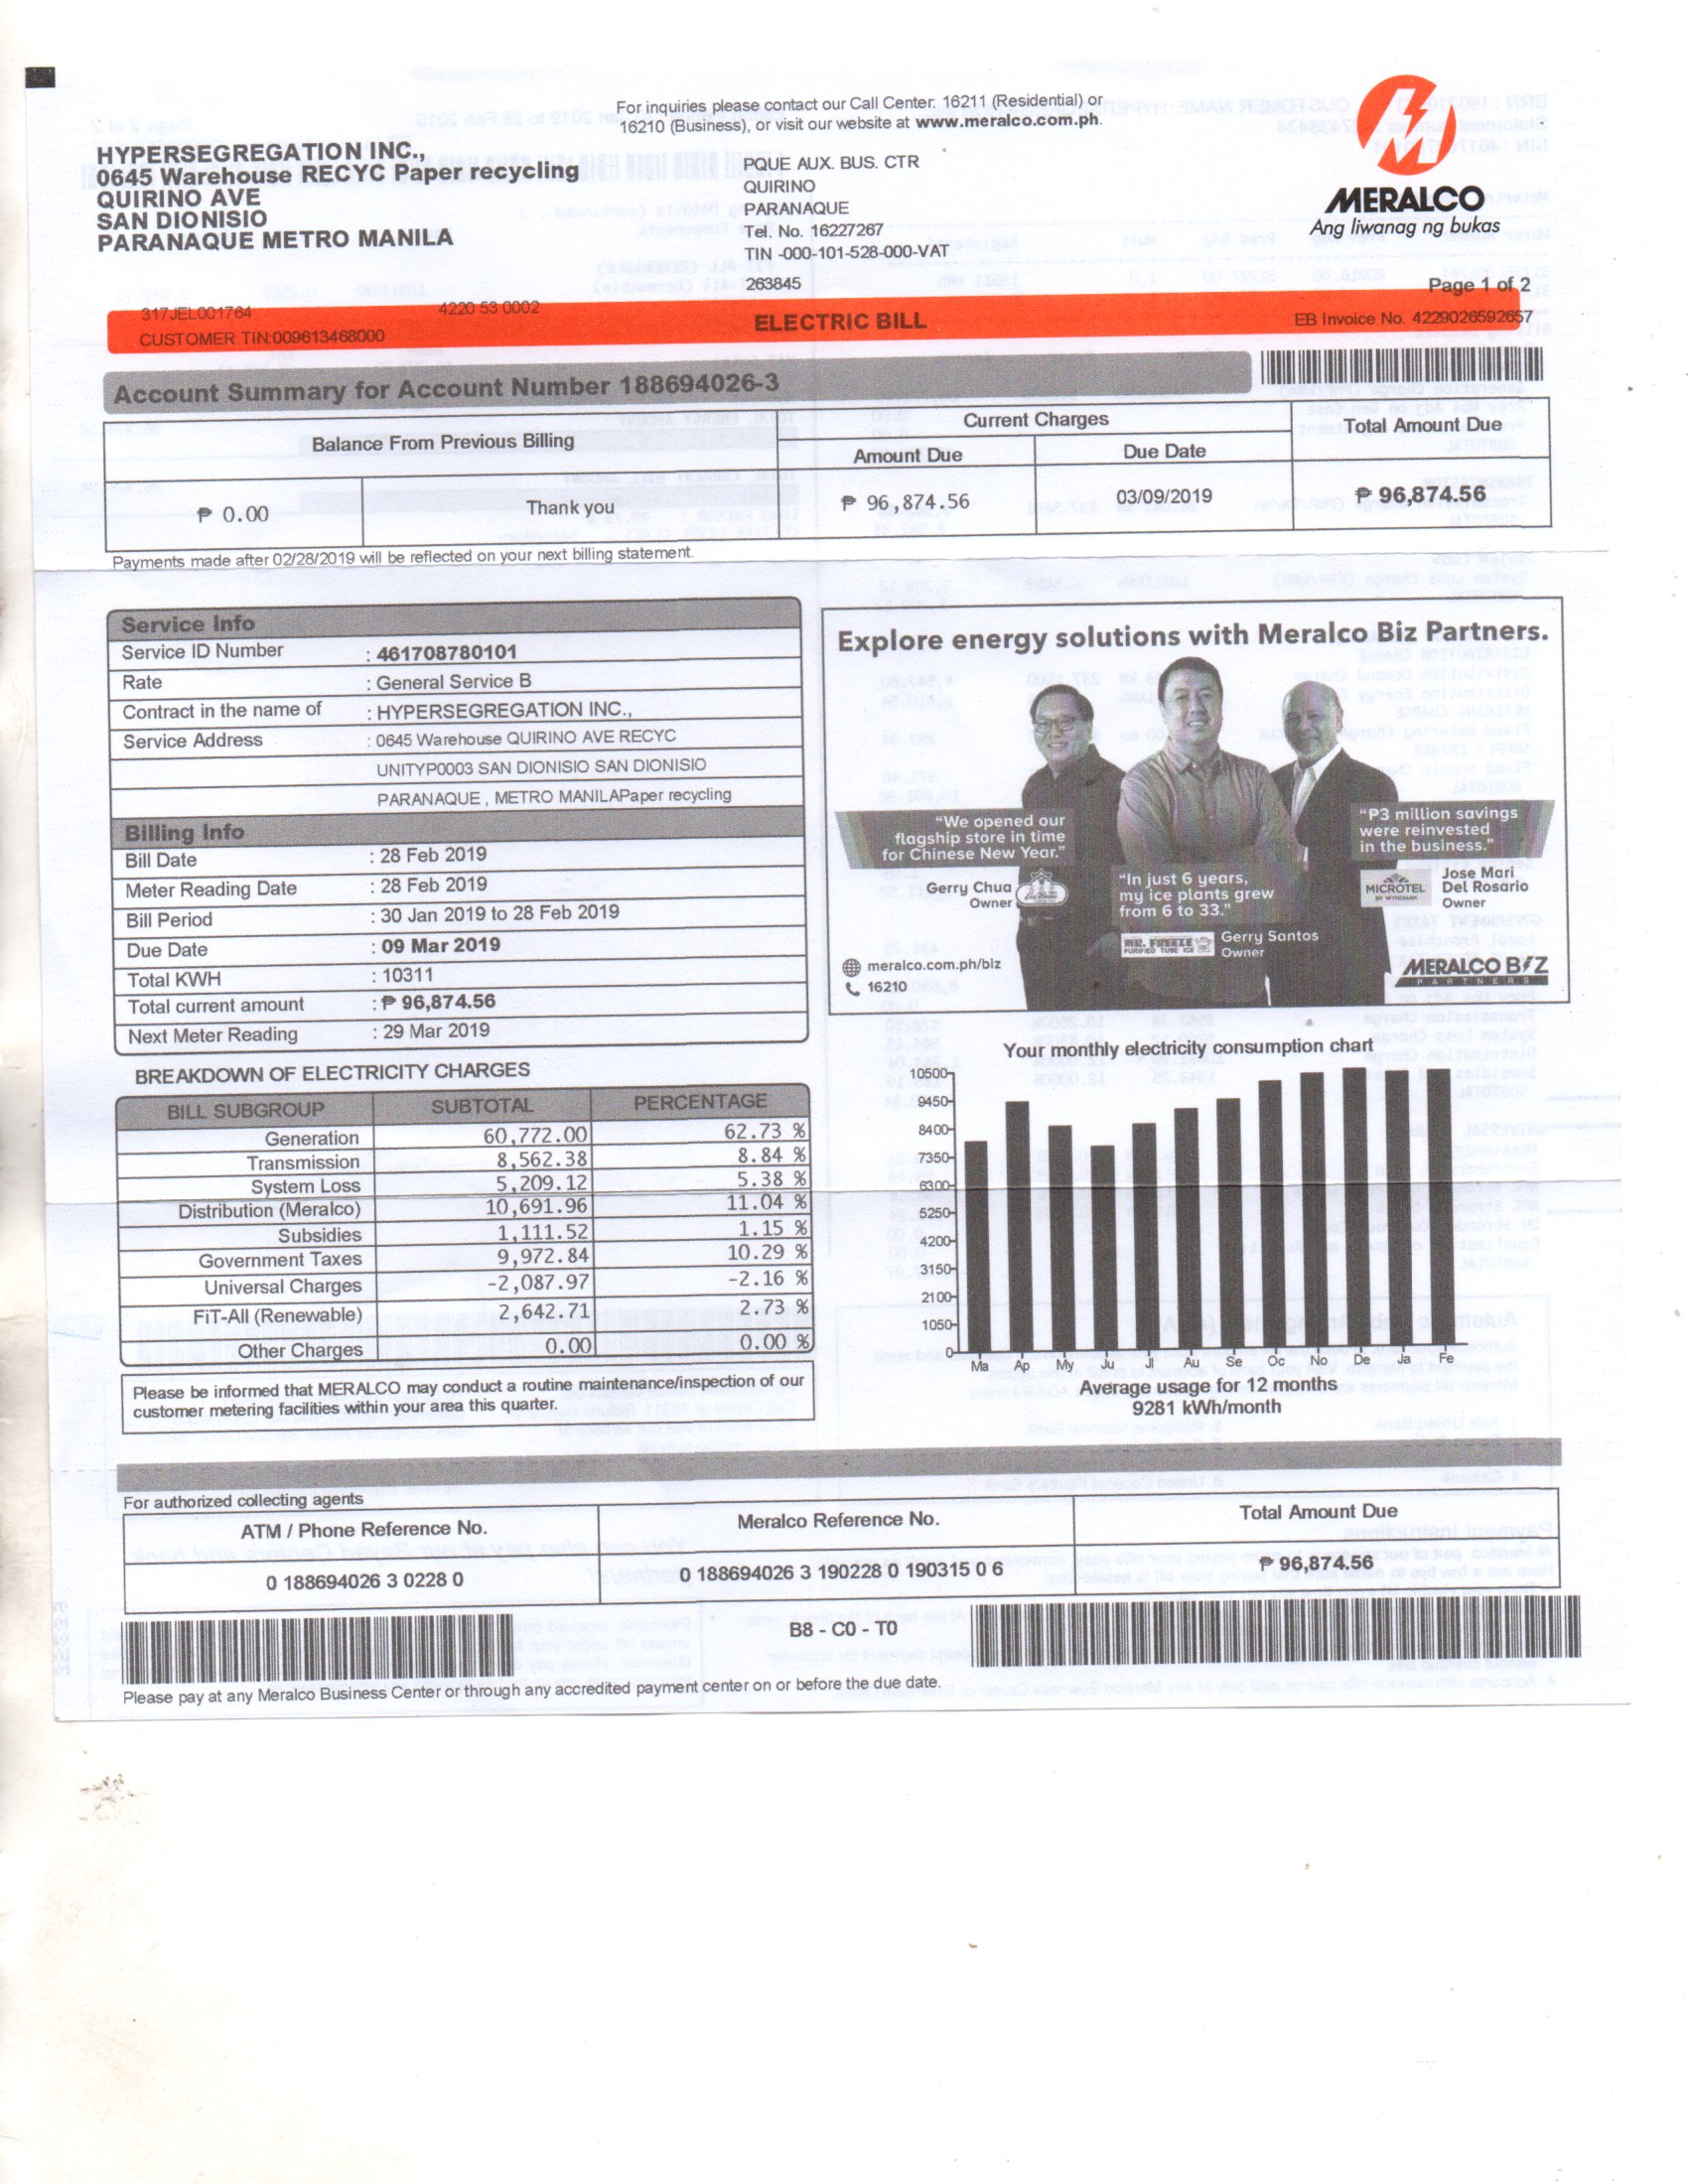 For inquiries please contact our Call Center: 16211 (Residential) or
16210 (Business), or visit our website at www.meralco.com.ph.
HYPERSEGREGATION INC.,
0645 Warehouse RECYC Paper recycling
QUIRINO AVE
SAN DIONISIO
PARANAQUE METRO MANILA
PQUE AUX. BUS. CTR
QUIRINO
PARANAQUE
Tel. No. 16227267
TIN -000-101-528-000-VAT
263845
MERALCO
Ang liwanag ng bukas
Page 1 of 2
317JEL001764 4220 53 0002
CUSTOMER TIN:009613468000
ELECTRIC BILL
EB Invoice No. 4229026592657
Account Summary for Account Number 188694026-3
Balance From Previous Billing
Current Charges
Total Amount Due
Amount Due Due Date
₱ 0.00 Thank you ₱ 96,874.56 03/09/2019 ₱ 96,874.56
Payments made after 02/28/2019 will be reflected on your next billing statement.
Service Info
Service ID Number : 461708780101
Rate : General Service B
Contract in the name of : HYPERSEGREGATION INC.,
Service Address : 0645 Warehouse QUIRINO AVE RECYC
UNITYP0003 SAN DIONISIO SAN DIONISIO
PARANAQUE , METRO MANILAPaper recycling
Billing Info
Bill Date : 28 Feb 2019
Meter Reading Date : 28 Feb 2019
Bill Period : 30 Jan 2019 to 28 Feb 2019
Due Date : 09 Mar 2019
Total KWH : 10311
Total current amount : ₱ 96,874.56
Next Meter Reading : 29 Mar 2019
Explore energy solutions with Meralco Biz Partners.
"We opened our
flagship store in time
for Chinese New Year."
Gerry Chua
Owner
"In just 6 years,
my ice plants grew
from 6 to 33."
MR. FREEZE
PURIFIED TUBE ICE
Gerry Santos
Owner
"P3 million savings
were reinvested
in the business."
MICROTEL
BY WYNDHAM
Jose Mari
Del Rosario
Owner
meralco.com.ph/biz
16210
MERALCO BIZ
PARTNERS
BREAKDOWN OF ELECTRICITY CHARGES
BILL SUBGROUP SUBTOTAL PERCENTAGE
Generation 60,772.00 62.73 %
Transmission 8,562.38 8.84 %
System Loss 5,209.12 5.38 %
Distribution (Meralco) 10,691.96 11.04 %
Subsidies 1,111.52 1.15 %
Government Taxes 9,972.84 10.29 %
Universal Charges -2,087.97 -2.16 %
FiT-All (Renewable) 2,642.71 2.73 %
Other Charges 0.00 0.00 %
Please be informed that MERALCO may conduct a routine maintenance/inspection of our
customer metering facilities within your area this quarter.
Your monthly electricity consumption chart
10500
9450
8400
7350
6300
5250
4200
3150
2100
1050
0
Ma Ap My Ju Jl Au Se Oc No De Ja Fe
Average usage for 12 months
9281 kWh/month
For authorized collecting agents
ATM / Phone Reference No. Meralco Reference No. Total Amount Due
0 188694026 3 0228 0 0 188694026 3 190228 0 190315 0 6 ₱ 96,874.56
B8 - C0 - T0
Please pay at any Meralco Business Center or through any accredited payment center on or before the due date.